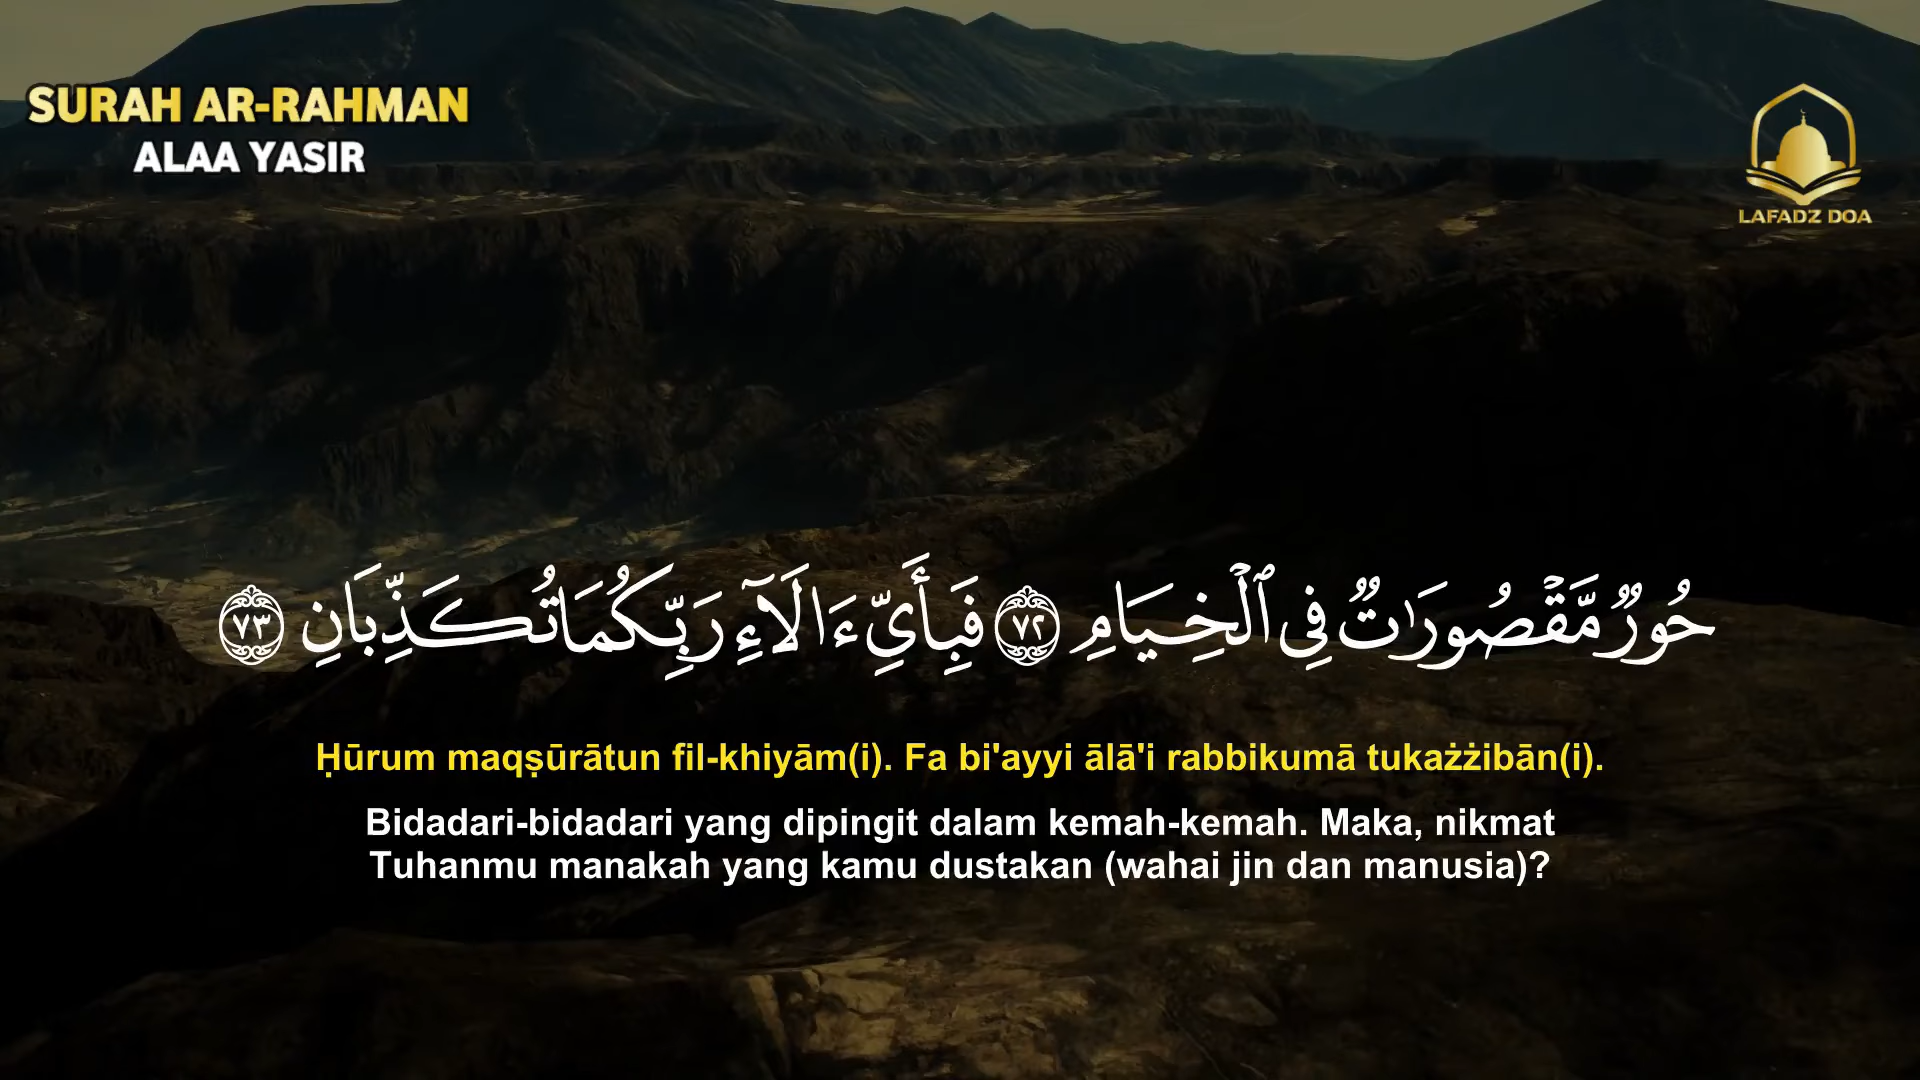 SURAH AR-RAHMAN
ALAA YASIR
LAFADZ DOA
حُورٌ مَّقْصُورَٰتٌ فِى ٱلْخِيَامِ ٧٢ فَبِأَىِّ ءَالَآءِ رَبِّكُمَا تُكَذِّبَانِ ٧٣
Ḥūrum maqṣūrātun fil-khiyām(i). Fa bi'ayyi ālā'i rabbikumā tukażżibān(i).
Bidadari-bidadari yang dipingit dalam kemah-kemah. Maka, nikmat
Tuhanmu manakah yang kamu dustakan (wahai jin dan manusia)?